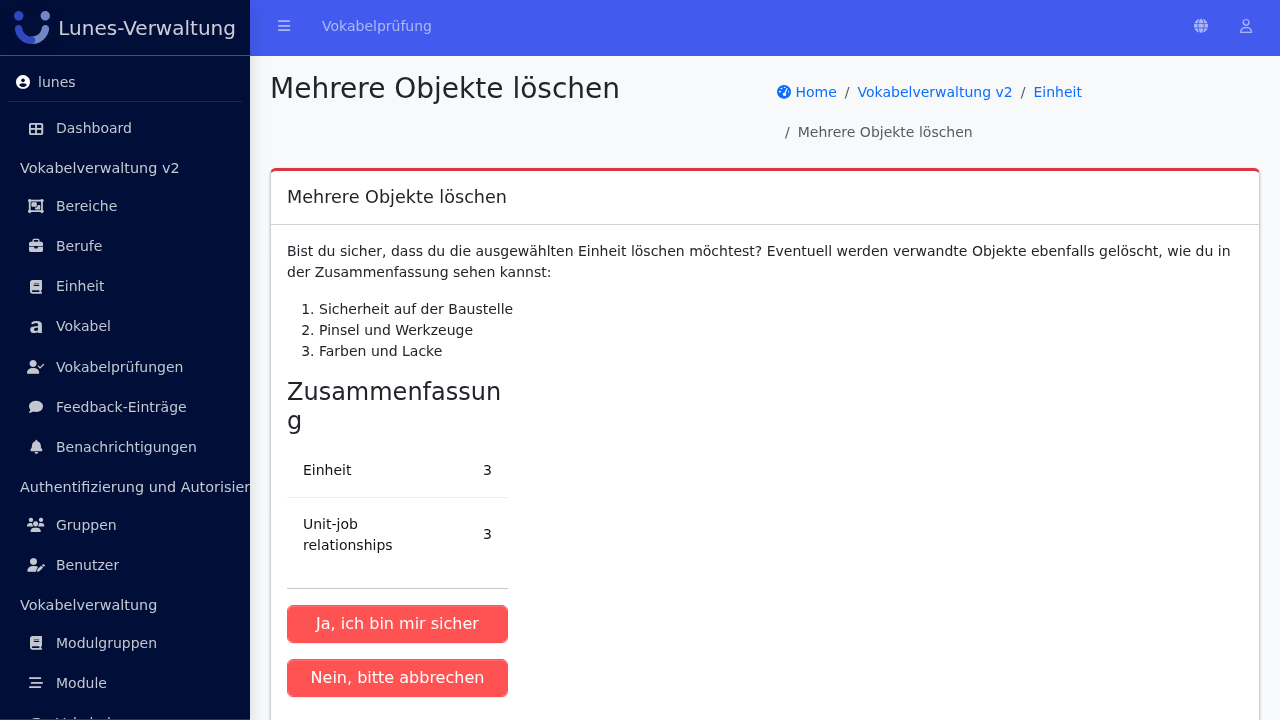 Lunes-Verwaltung
Vokabelprüfung
lunes
Dashboard
Vokabelverwaltung v2
Bereiche
Berufe
Einheit
Vokabel
Vokabelprüfungen
Feedback-Einträge
Benachrichtigungen
Authentifizierung und Autorisier
Gruppen
Benutzer
Vokabelverwaltung
Modulgruppen
Module
Mehrere Objekte löschen
Home / Vokabelverwaltung v2 / Einheit
/ Mehrere Objekte löschen
Mehrere Objekte löschen
Bist du sicher, dass du die ausgewählten Einheit löschen möchtest? Eventuell werden verwandte Objekte ebenfalls gelöscht, wie du in
der Zusammenfassung sehen kannst:
1. Sicherheit auf der Baustelle
2. Pinsel und Werkzeuge
3. Farben und Lacke
Zusammenfassun
g
Einheit 3
Unit-job
relationships 3
Ja, ich bin mir sicher
Nein, bitte abbrechen